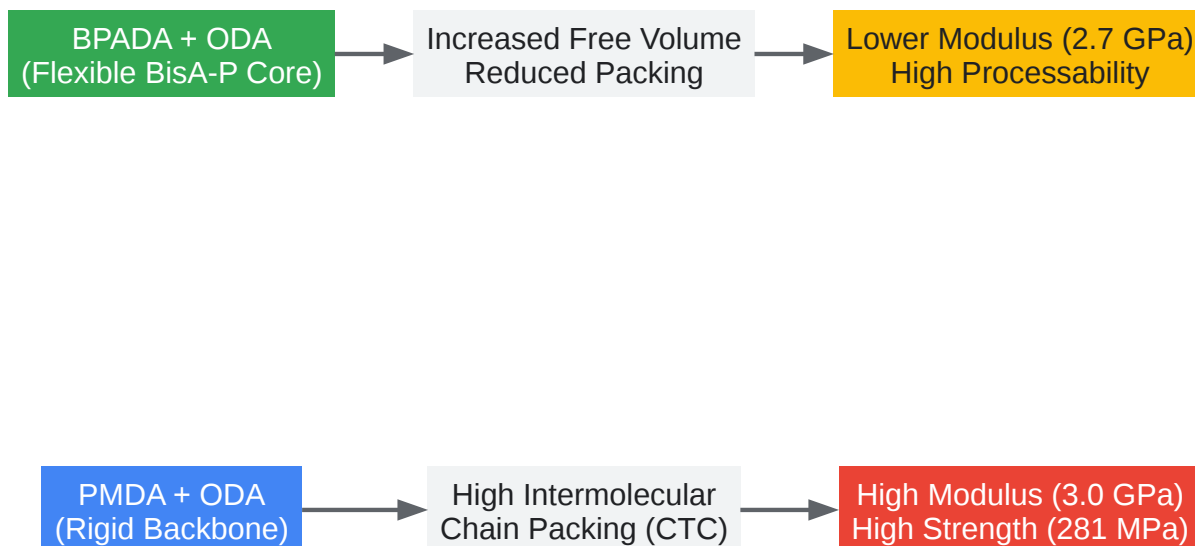 BPADA + ODA
(Flexible BisA-P Core)
Increased Free Volume
Reduced Packing
Lower Modulus (2.7 GPa)
High Processability
PMDA + ODA
(Rigid Backbone)
High Intermolecular
Chain Packing (CTC)
High Modulus (3.0 GPa)
High Strength (281 MPa)